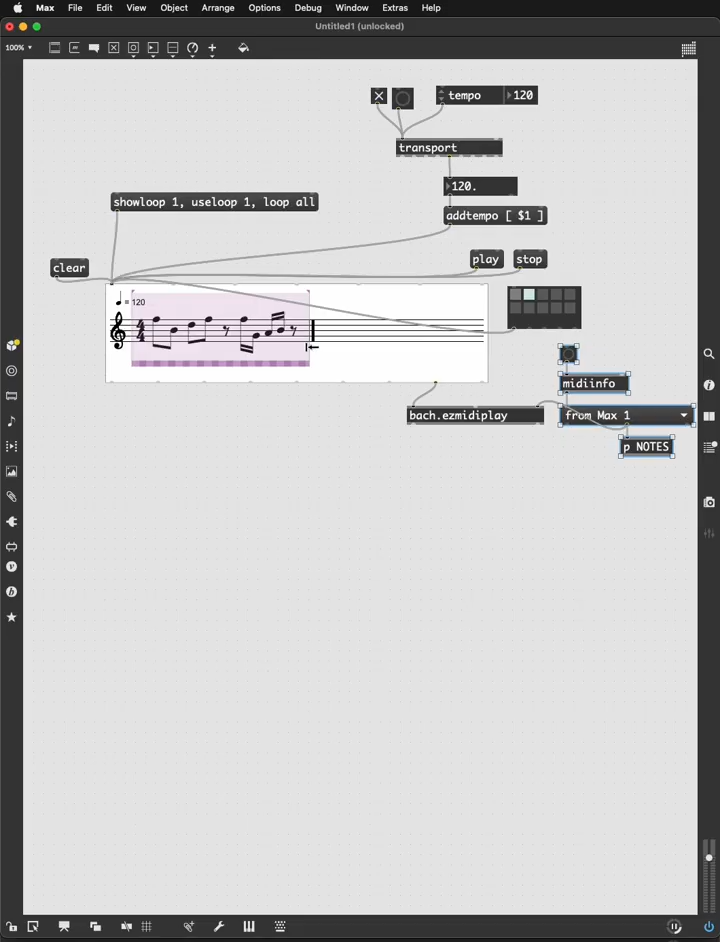 Max File Edit View Object Arrange Options Debug Window Extras Help
Untitled1 (unlocked)
100%
tempo 120
transport
120.
showloop 1, useloop 1, loop all
addtempo [ $1 ]
clear
play stop
= 120
midiinfo
bach.ezmidiplay
from Max 1
p NOTES